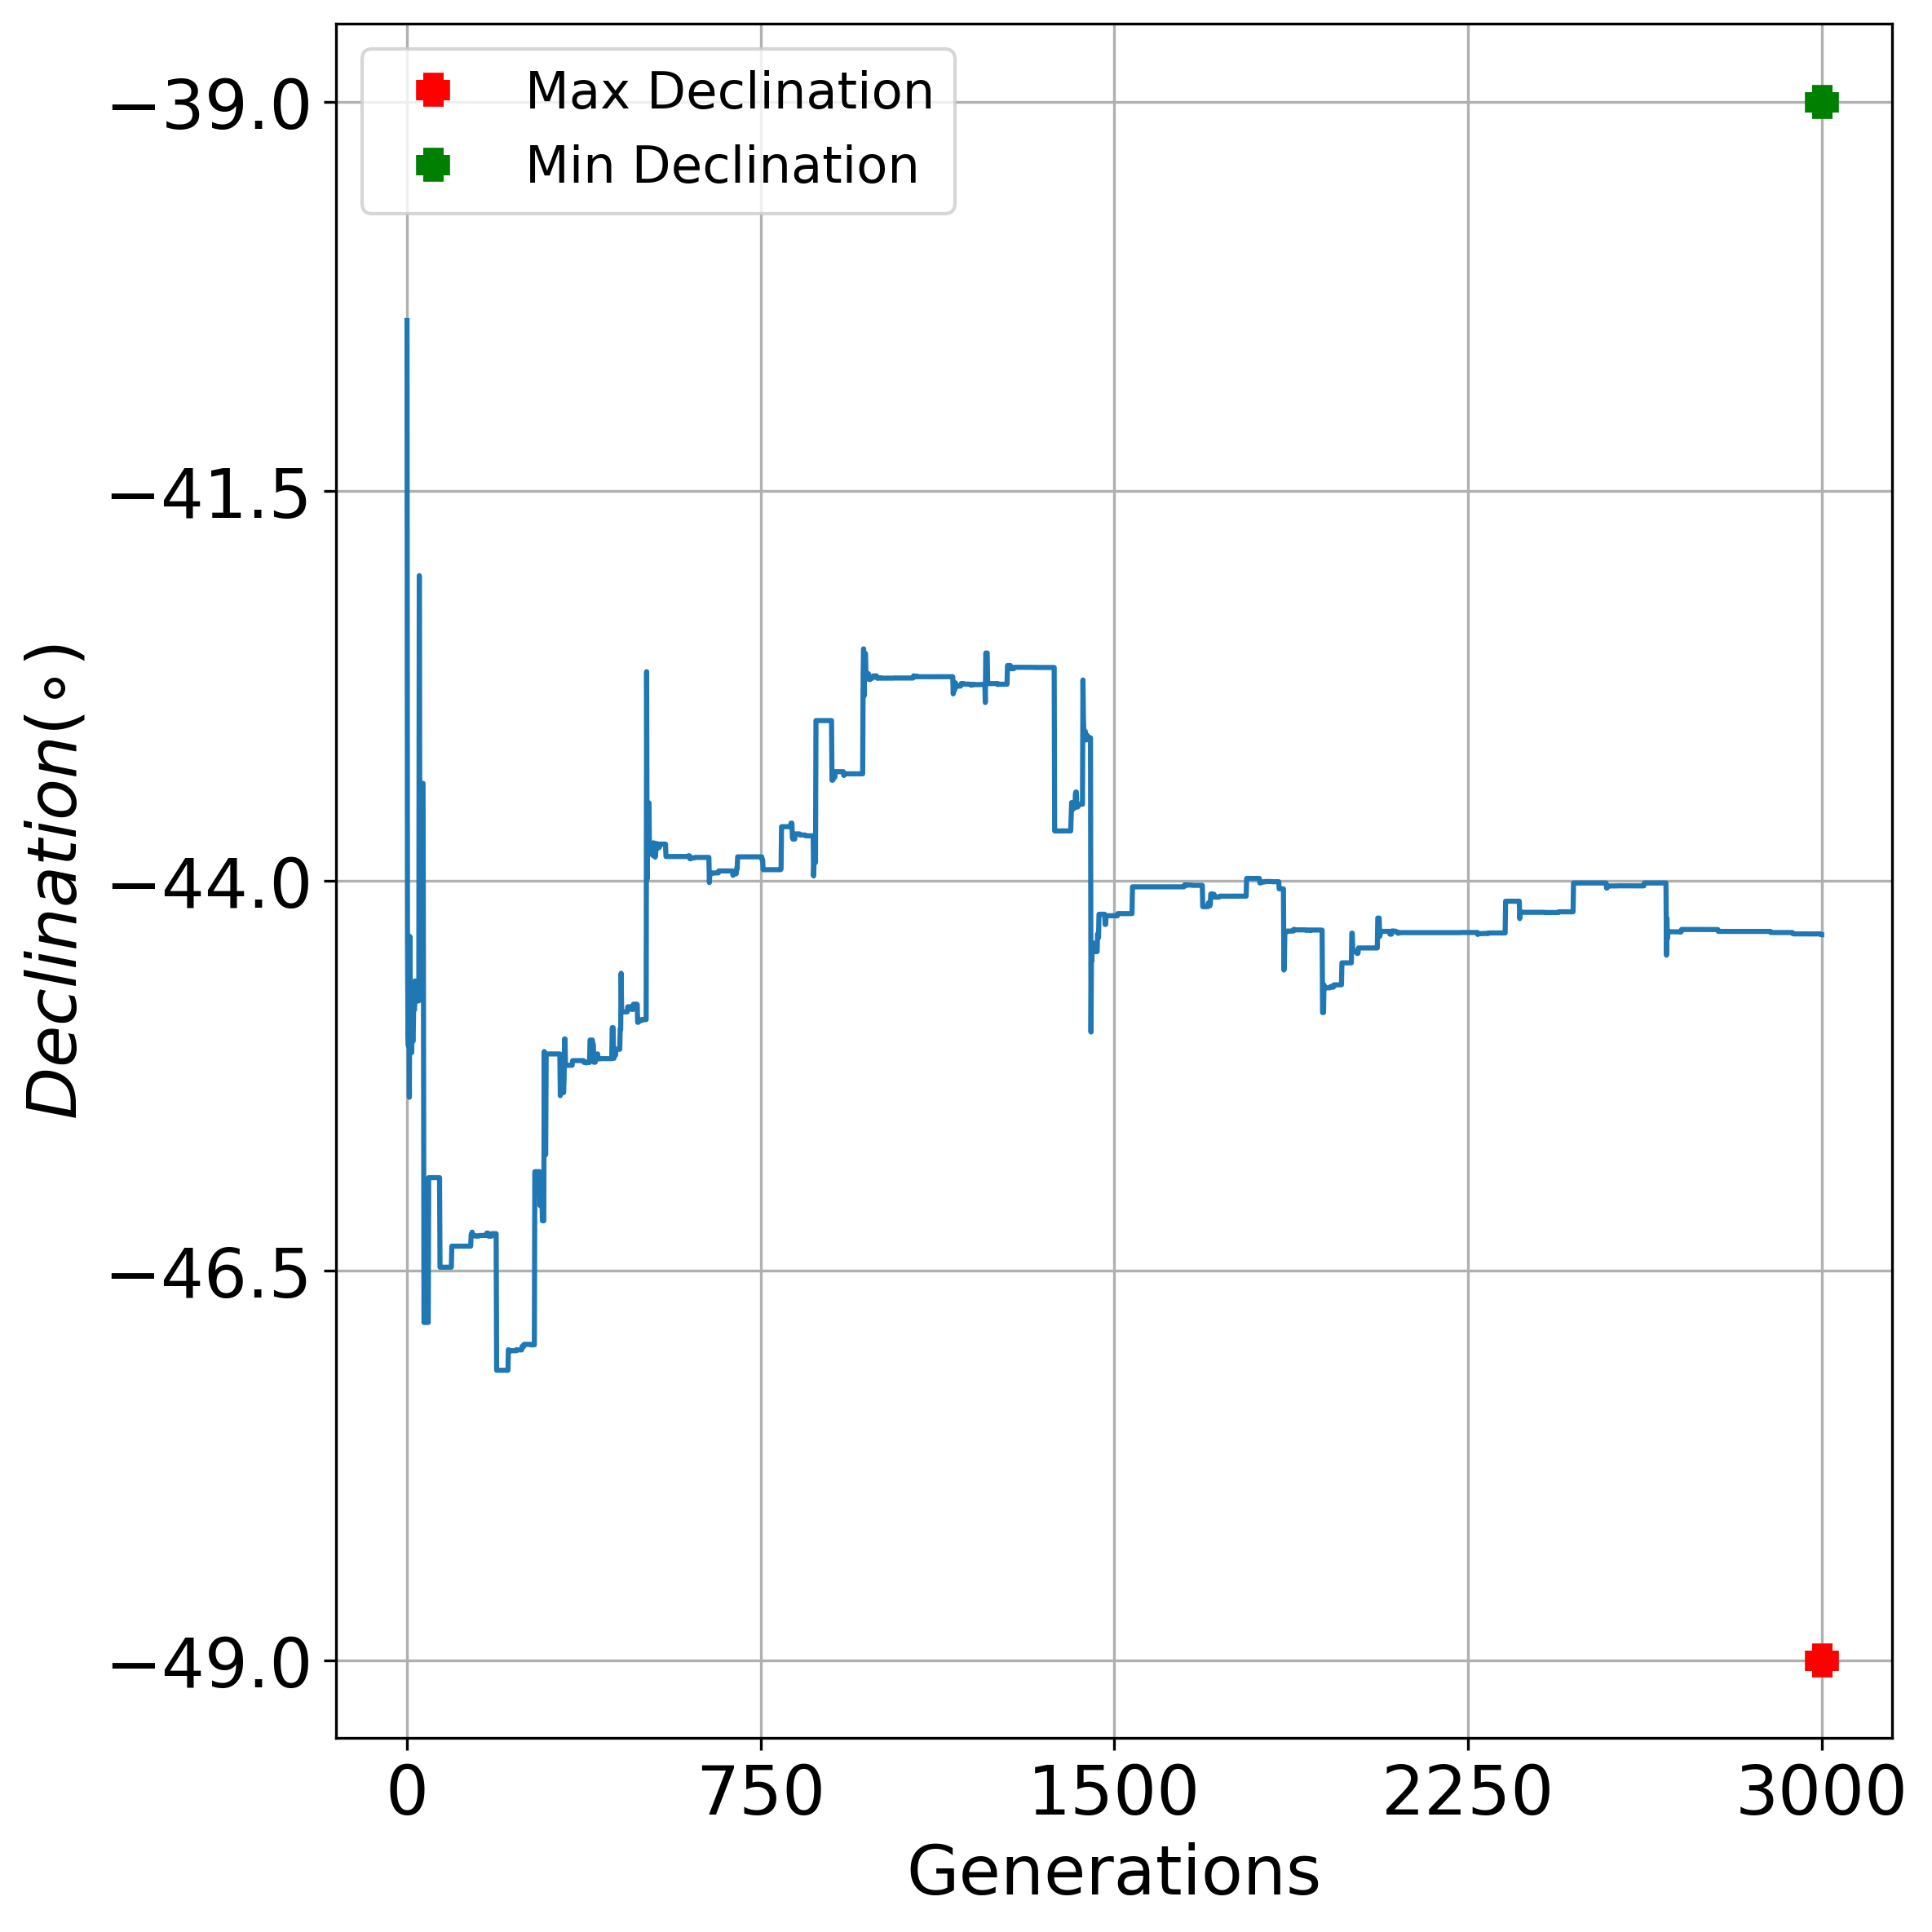 Max Declination
Min Declination
−39.0
−41.5
−44.0
−46.5
−49.0
Declination(∘)
0 750 1500 2250 3000
Generations